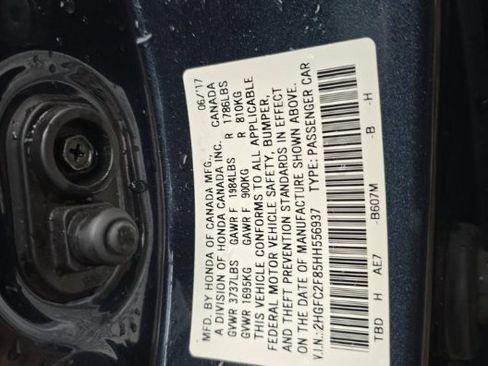 MFD. BY HONDA OF CANADA MFG., 06/17
A DIVISION OF HONDA CANADA INC. CANADA
GVWR 3737LBS GAWR F 1984LBS R 1786LBS
GVWR 1695KG GAWR F 900KG R 810KG
THIS VEHICLE CONFORMS TO ALL APPLICABLE
FEDERAL MOTOR VEHICLE SAFETY, BUMPER,
AND THEFT PREVENTION STANDARDS IN EFFECT
ON THE DATE OF MANUFACTURE SHOWN ABOVE.
V.I.N.: 2HGFC2F85HH556937 TYPE: PASSENGER CAR
TBD H AE7 -B607M -B -H